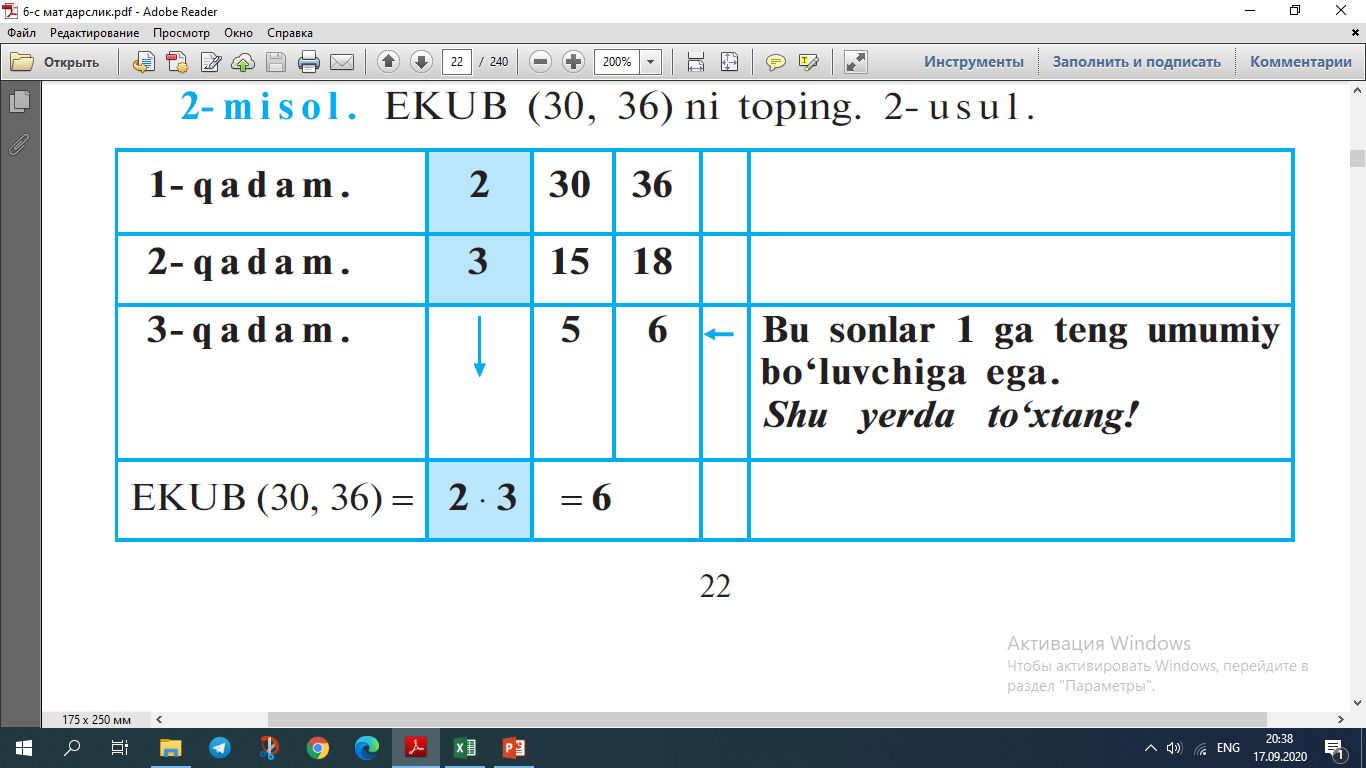 6-с мат дарслик.pdf - Adobe Reader
Файл Редактирование Просмотр Окно Справка
Открыть 22 / 240 200% Инструменты Заполнить и подписать Комментарии
2-misol. EKUB (30, 36) ni toping. 2-usul.
1-qadam. 2 30 36
2-qadam. 3 15 18
3-qadam. 5 6 Bu sonlar 1 ga teng umumiy
bo‘luvchiga ega.
Shu yerda to‘xtang!
EKUB (30, 36) = 2 · 3 = 6
22
Активация Windows
Чтобы активировать Windows, перейдите в
раздел "Параметры".
175 x 250 мм
ENG 20:38
17.09.2020 1